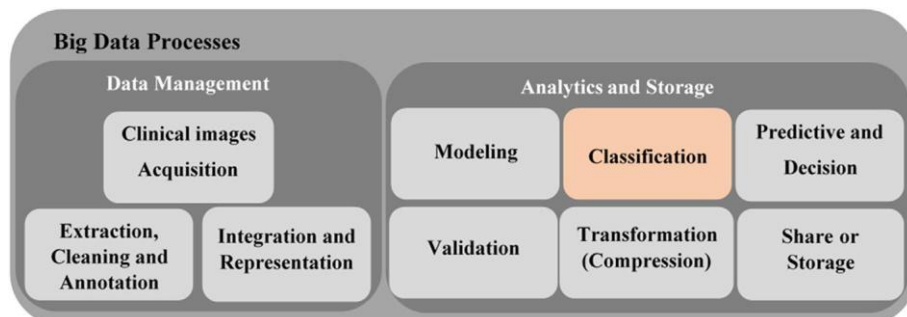 Big Data Processes
Data Management
Clinical images
Acquisition
Extraction,
Cleaning and
Annotation
Integration and
Representation
Analytics and Storage
Modeling
Classification
Predictive and
Decision
Validation
Transformation
(Compression)
Share or
Storage